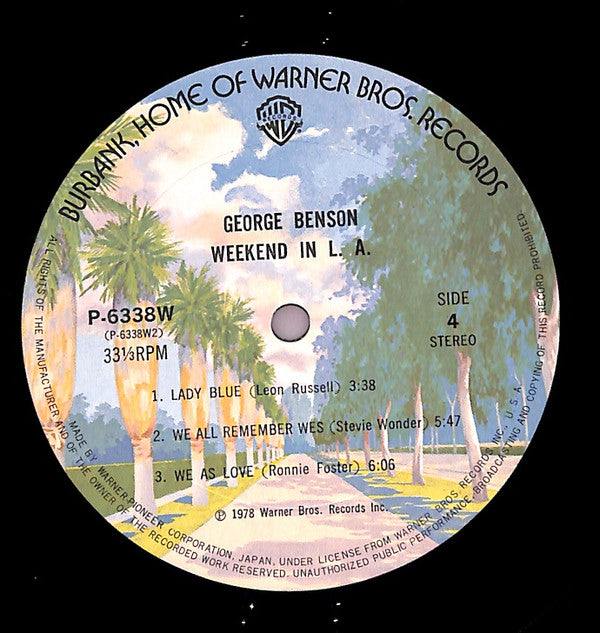 BURBANK, HOME OF WARNER BROS. RECORDS
RECORDS
GEORGE BENSON
WEEKEND IN L. A.
P-6338W
(P-6338W2)
33⅓RPM
SIDE
4
STEREO
1. LADY BLUE (Leon Russell) 3:38
2. WE ALL REMEMBER WES (Stevie Wonder) 5:47
3. WE AS LOVE (Ronnie Foster) 6:06
℗ 1978 Warner Bros. Records Inc.
MADE BY WARNER-PIONEER CORPORATION, JAPAN, UNDER LICENSE FROM WARNER BROS. RECORDS INC., U.S.A.
ALL RIGHTS OF THE MANUFACTURER AND OF THE OWNER OF THE RECORDED WORK RESERVED. UNAUTHORIZED PUBLIC PERFORMANCE, BROADCASTING AND COPYING OF THIS RECORD PROHIBITED.